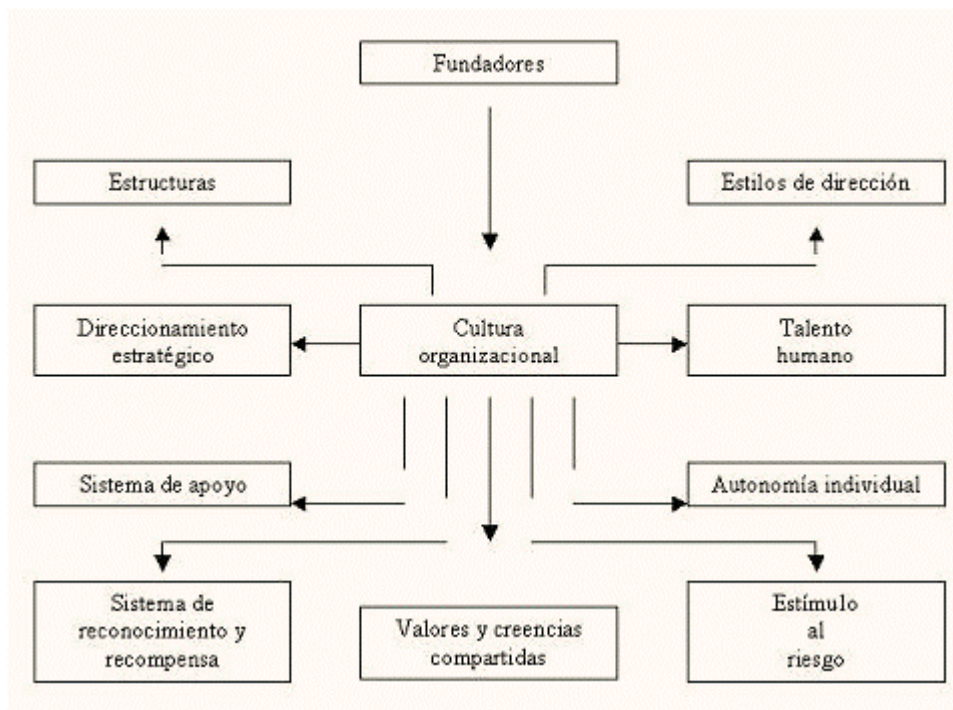 Fundadores
Estructuras
Estilos de dirección
Direccionamiento
estratégico
Cultura
organizacional
Talento
humano
Sistema de apoyo
Autonomía individual
Sistema de
reconocimiento y
recompensa
Valores y creencias
compartidas
Estímulo
al
riesgo